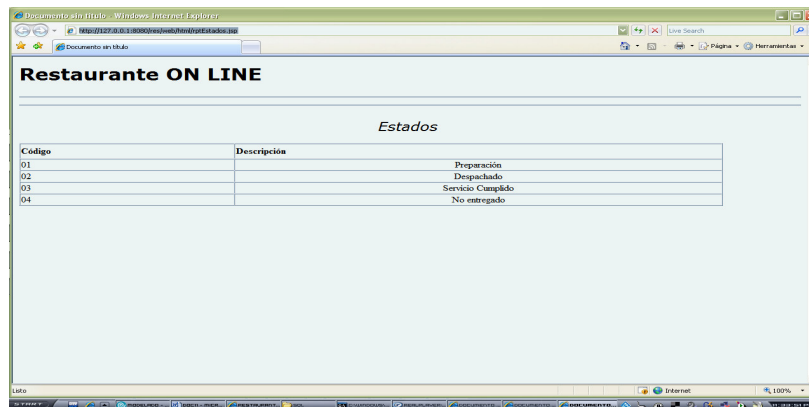 Documento sin título - Windows Internet Explorer
http://127.0.0.1:8080/res/web/html/rptEstados.jsp
Live Search
Documento sin título
Página
Herramientas
Restaurante ON LINE
Estados
Código Descripción
01 Preparación
02 Despachado
03 Servicio Cumplido
04 No entregado
Listo
Internet
100%
START